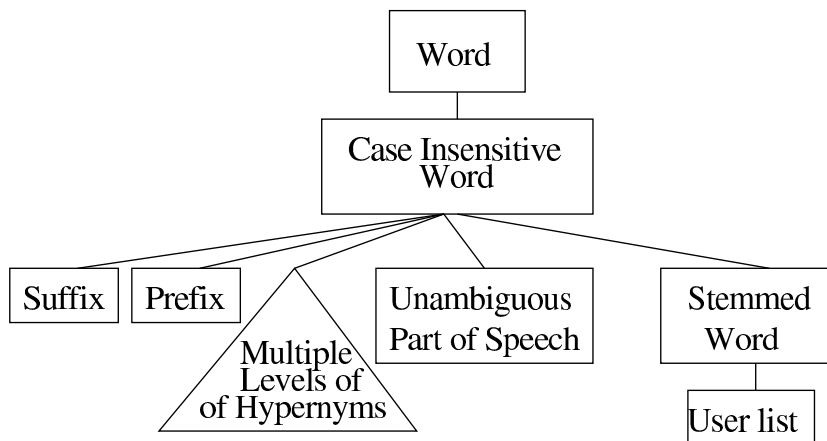 Word
Case Insensitive
Word
Suffix
Prefix
Multiple
Levels of
of Hypernyms
Unambiguous
Part of Speech
Stemmed
Word
User list